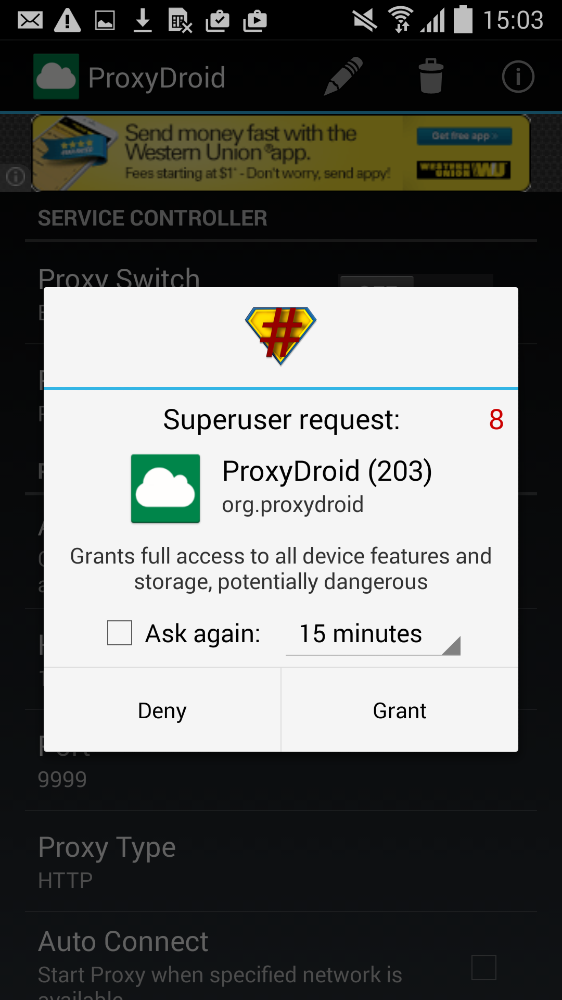 15:03
ProxyDroid
Send money fast with the
Western Union® app.
Fees starting at $1* - Don't worry, send appy!
Get free app »
WESTERN
UNION WU
SERVICE CONTROLLER
Proxy Switch
Superuser request:
8
ProxyDroid (203)
org.proxydroid
Grants full access to all device features and
storage, potentially dangerous
Ask again:
15 minutes
Deny
Grant
Port
9999
Proxy Type
HTTP
Auto Connect
Start Proxy when specified network is
available